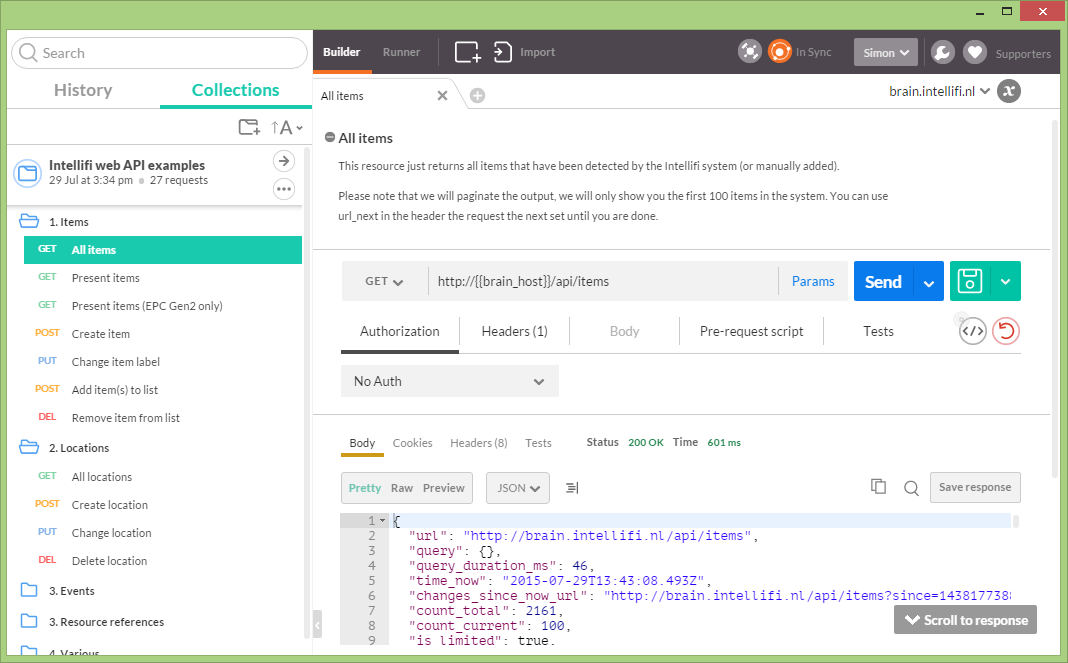 Search
History
Collections
A
Intellifi web API examples
29 Jul at 3:34 pm 27 requests
1. Items
GET All items
GET Present items
GET Present items (EPC Gen2 only)
POST Create item
PUT Change item label
POST Add item(s) to list
DEL Remove item from list
2. Locations
GET All locations
POST Create location
PUT Change location
DEL Delete location
3. Events
3. Resource references
4. Various
Builder
Runner
Import
In Sync
Simon
Supporters
All items
brain.intellifi.nl
x
All items
This resource just returns all items that have been detected by the Intellifi system (or manually added).
Please note that we will paginate the output, we will only show you the first 100 items in the system. You can use
url_next in the header the request the next set until you are done.
GET
http://{{brain_host}}/api/items
Params
Send
Authorization
Headers (1)
Body
Pre-request script
Tests
</>
No Auth
Body
Cookies
Headers (8)
Tests
Status 200 OK Time 601 ms
Pretty Raw Preview
JSON
Save response
1 {
2 "url": "http://brain.intellifi.nl/api/items",
3 "query": {},
4 "query_duration_ms": 46,
5 "time_now": "2015-07-29T13:43:08.493Z",
6 "changes_since_now_url": "http://brain.intellifi.nl/api/items?since=143817738
7 "count_total": 2161,
8 "count_current": 100,
9 "is_limited": true,
Scroll to response